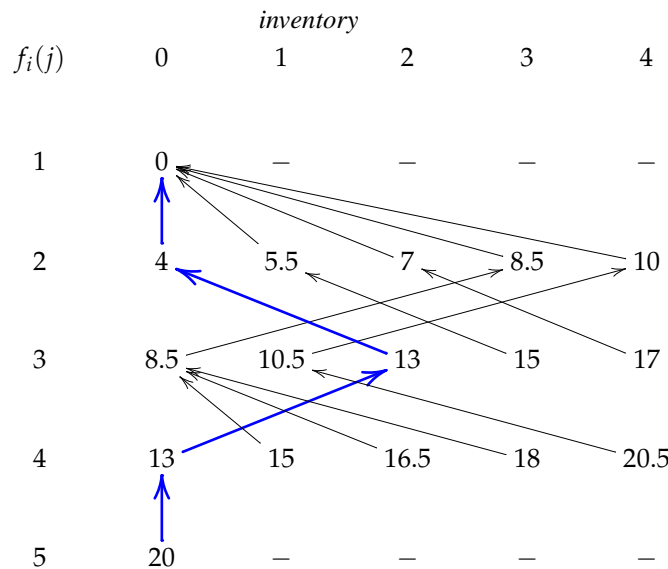 inventory
f_i(j) 0 1 2 3 4
1 0 – – – –
2 4 5.5 7 8.5 10
3 8.5 10.5 13 15 17
4 13 15 16.5 18 20.5
5 20 – – – –